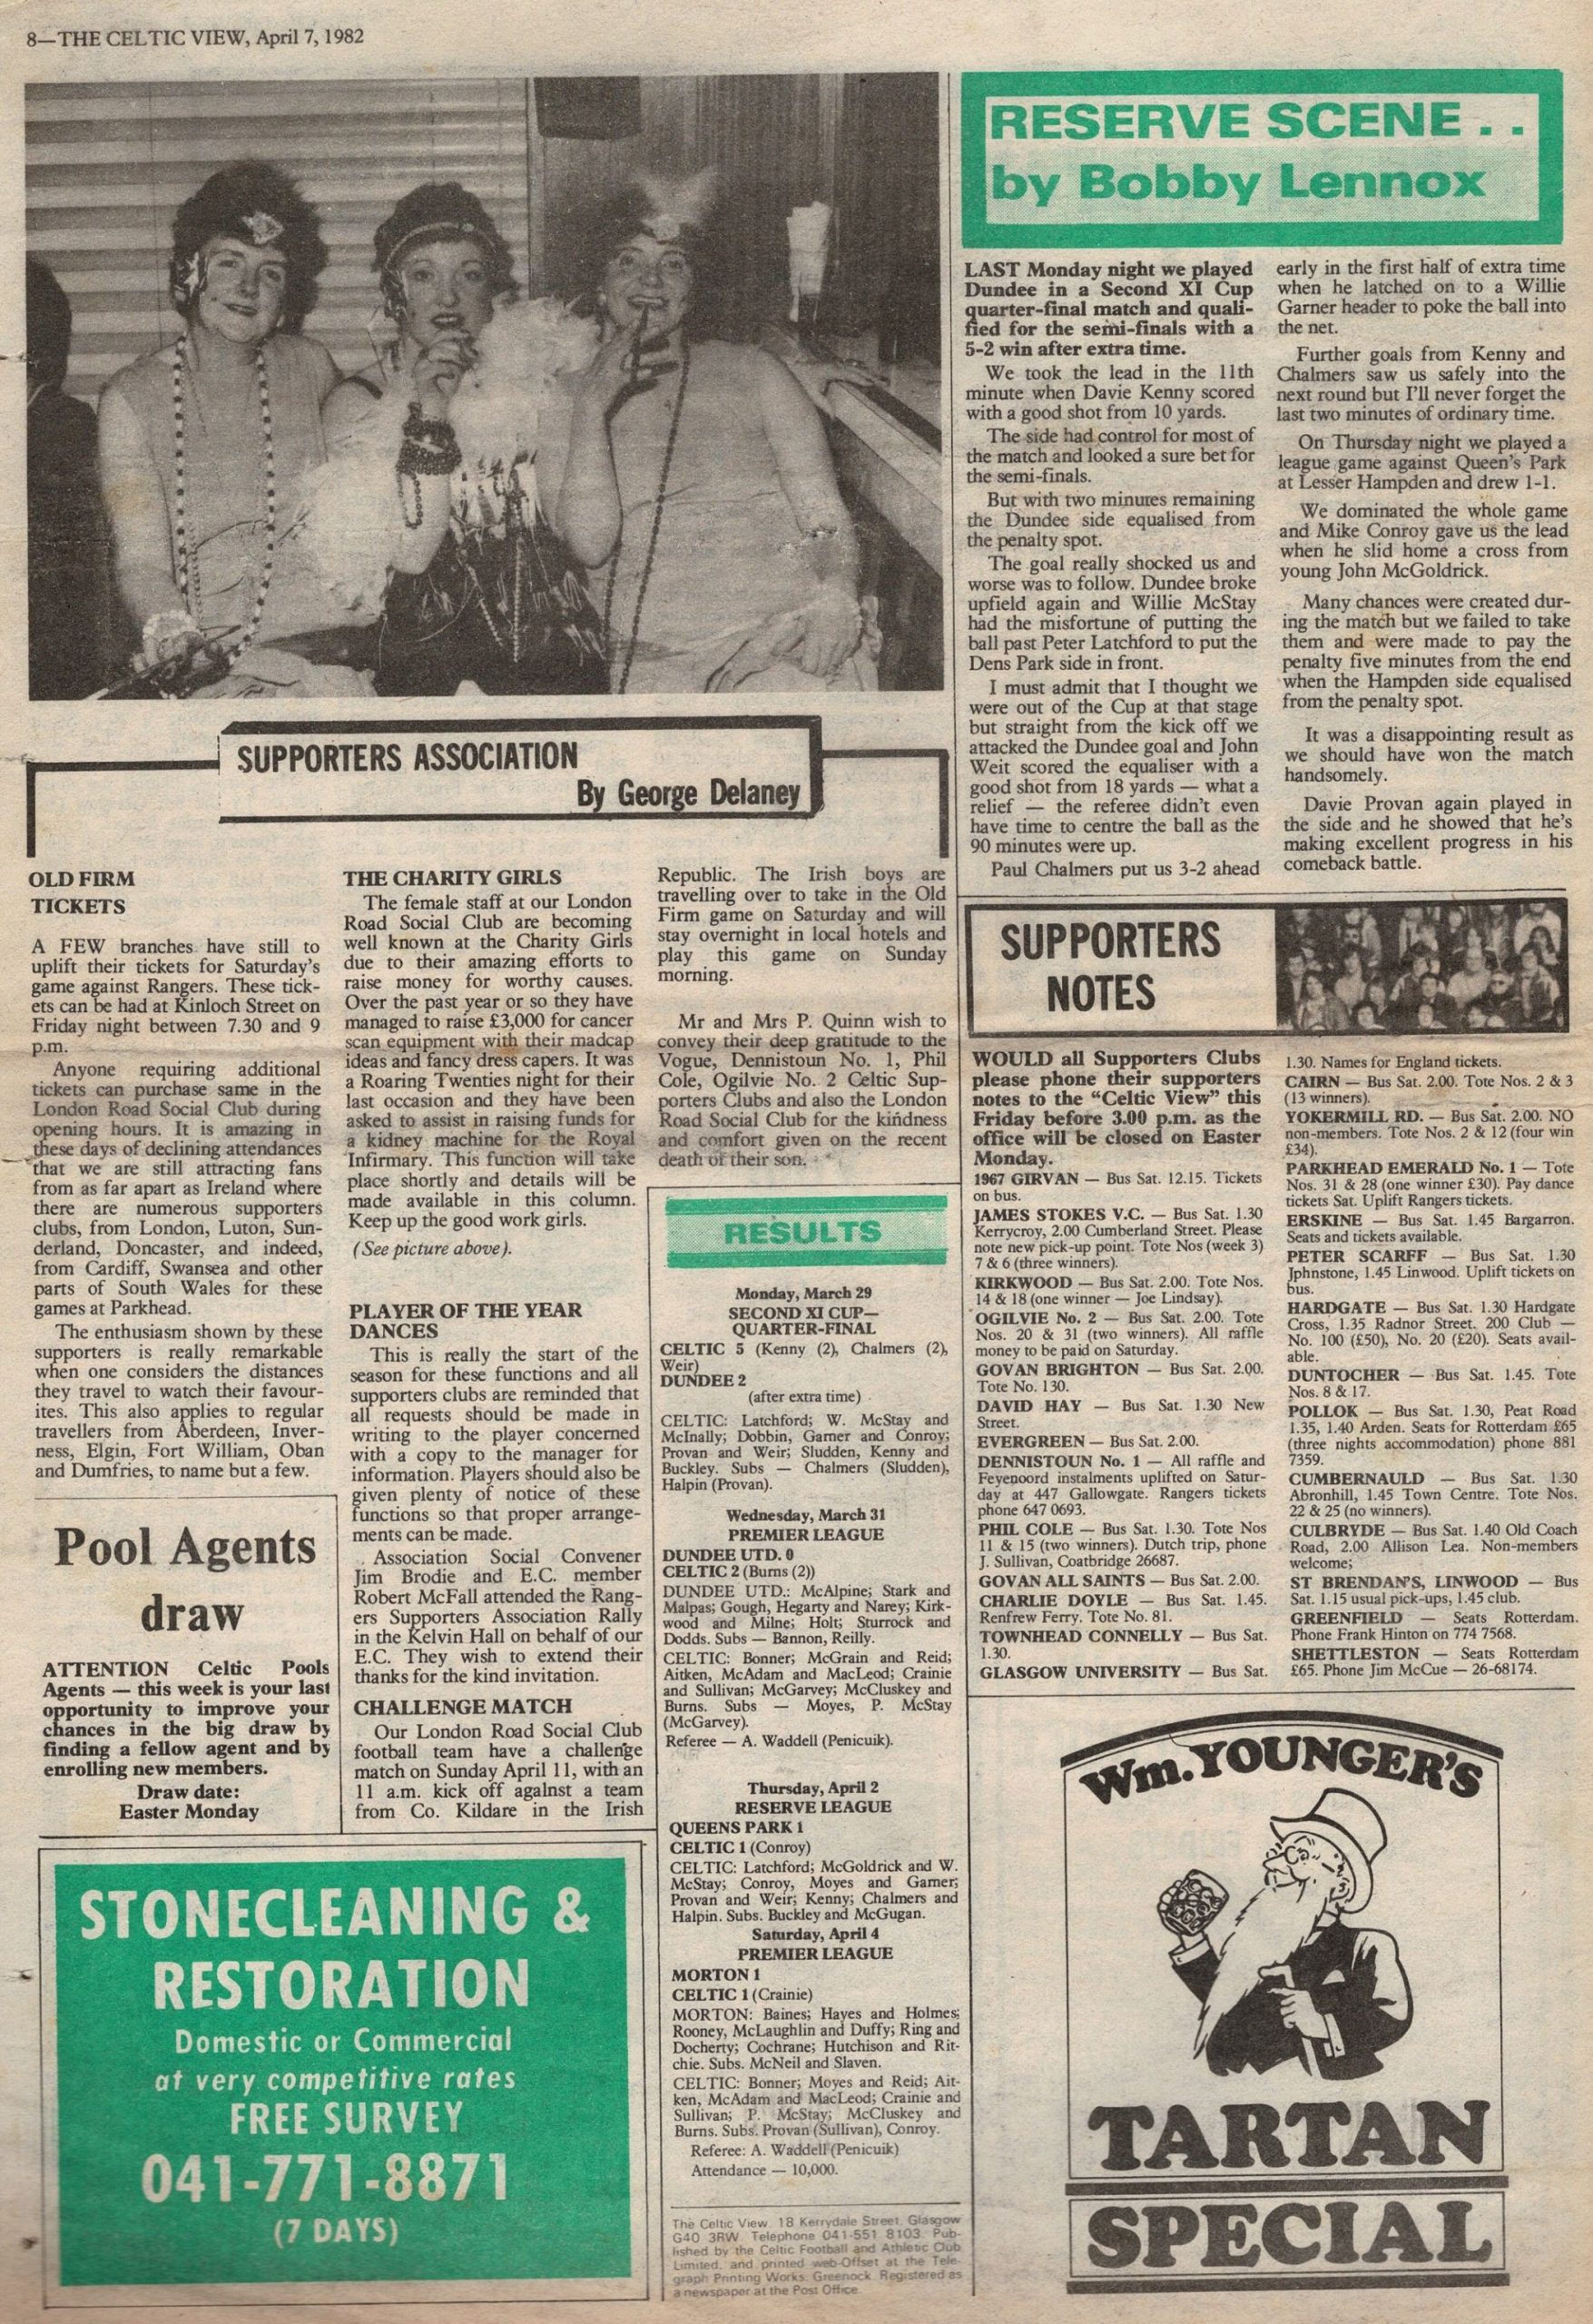 8—THE CELTIC VIEW, April 7, 1982
SUPPORTERS ASSOCIATION
By George Delaney
OLD FIRM
TICKETS
A FEW branches have still to
uplift their tickets for Saturday's
game against Rangers. These tick-
ets can be had at Kinloch Street on
Friday night between 7.30 and 9
p.m.
Anyone requiring additional
tickets can purchase same in the
London Road Social Club during
opening hours. It is amazing in
these days of declining attendances
that we are still attracting fans
from as far apart as Ireland where
there are numerous supporters
clubs, from London, Luton, Sun-
derland, Doncaster, and indeed,
from Cardiff, Swansea and other
parts of South Wales for these
games at Parkhead.
The enthusiasm shown by these
supporters is really remarkable
when one considers the distances
they travel to watch their favour-
ites. This also applies to regular
travellers from Aberdeen, Inver-
ness, Elgin, Fort William, Oban
and Dumfries, to name but a few.
Pool Agents
draw
ATTENTION Celtic Pools
Agents — this week is your last
opportunity to improve your
chances in the big draw by
finding a fellow agent and by
enrolling new members.
Draw date:
Easter Monday
THE CHARITY GIRLS
The female staff at our London
Road Social Club are becoming
well known at the Charity Girls
due to their amazing efforts to
raise money for worthy causes.
Over the past year or so they have
managed to raise £3,000 for cancer
scan equipment with their madcap
ideas and fancy dress capers. It was
a Roaring Twenties night for their
last occasion and they have been
asked to assist in raising funds for
a kidney machine for the Royal
Infirmary. This function will take
place shortly and details will be
made available in this column.
Keep up the good work girls.
(See picture above).
PLAYER OF THE YEAR
DANCES
This is really the start of the
season for these functions and all
supporters clubs are reminded that
all requests should be made in
writing to the player concerned
with a copy to the manager for
information. Players should also be
given plenty of notice of these
functions so that proper arrange-
ments can be made.
Association Social Convener
Jim Brodie and E.C. member
Robert McFall attended the Rang-
ers Supporters Association Rally
in the Kelvin Hall on behalf of our
E.C. They wish to extend their
thanks for the kind invitation.
CHALLENGE MATCH
Our London Road Social Club
football team have a challenge
match on Sunday April 11, with an
11 a.m. kick off against a team
from Co. Kildare in the Irish
Republic. The Irish boys are
travelling over to take in the Old
Firm game on Saturday and will
stay overnight in local hotels and
play this game on Sunday
morning.
Mr and Mrs P. Quinn wish to
convey their deep gratitude to the
Vogue, Dennistoun No. 1, Phil
Cole, Ogilvie No. 2 Celtic Sup-
porters Clubs and also the London
Road Social Club for the kindness
and comfort given on the recent
death of their son.
RESULTS
Monday, March 29
SECOND XI CUP—
QUARTER-FINAL
CELTIC 5 (Kenny (2), Chalmers (2),
Weir)
DUNDEE 2
(after extra time)
CELTIC: Latchford; W. McStay and
McInally; Dobbin, Garner and Conroy;
Provan and Weir; Sludden, Kenny and
Buckley. Subs — Chalmers (Sludden),
Halpin (Provan).
Wednesday, March 31
PREMIER LEAGUE
DUNDEE UTD. 0
CELTIC 2 (Burns (2))
DUNDEE UTD.: McAlpine; Stark and
Malpas; Gough, Hegarty and Narey; Kirk-
wood and Milne; Holt; Sturrock and
Dodds. Subs — Bannon, Reilly.
CELTIC: Bonner; McGrain and Reid;
Aitken, McAdam and MacLeod; Crainie
and Sullivan; McGarvey; McCluskey and
Burns. Subs — Moyes, P. McStay
(McGarvey).
Referee — A. Waddell (Penicuik).
Thursday, April 2
RESERVE LEAGUE
QUEENS PARK 1
CELTIC 1 (Conroy)
CELTIC: Latchford; McGoldrick and W.
McStay; Conroy, Moyes and Garner;
Provan and Weir; Kenny; Chalmers and
Halpin. Subs. Buckley and McGugan.
Saturday, April 4
PREMIER LEAGUE
MORTON 1
CELTIC 1 (Crainie)
MORTON: Baines; Hayes and Holmes;
Rooney, McLaughlin and Duffy; Ring and
Docherty; Cochrane; Hutchison and Rit-
chie. Subs. McNeil and Slaven.
CELTIC: Bonner; Moyes and Reid; Ait-
ken, McAdam and MacLeod; Crainie and
Sullivan; P. McStay; McCluskey and
Burns. Subs. Provan (Sullivan), Conroy.
Referee: A. Waddell (Penicuik)
Attendance — 10,000.
The Celtic View, 18 Kerrydale Street, Glasgow
G40 3RW. Telephone 041-551 8103. Pub-
lished by the Celtic Football and Athletic Club
Limited, and printed web-Offset at the Tele-
graph Printing Works, Greenock. Registered as
a newspaper at the Post Office.
STONECLEANING &
RESTORATION
Domestic or Commercial
at very competitive rates
FREE SURVEY
041-771-8871
(7 DAYS)
RESERVE SCENE . .
by Bobby Lennox
LAST Monday night we played
Dundee in a Second XI Cup
quarter-final match and quali-
fied for the semi-finals with a
5-2 win after extra time.
We took the lead in the 11th
minute when Davie Kenny scored
with a good shot from 10 yards.
The side had control for most of
the match and looked a sure bet for
the semi-finals.
But with two minutes remaining
the Dundee side equalised from
the penalty spot.
The goal really shocked us and
worse was to follow. Dundee broke
upfield again and Willie McStay
had the misfortune of putting the
ball past Peter Latchford to put the
Dens Park side in front.
I must admit that I thought we
were out of the Cup at that stage
but straight from the kick off we
attacked the Dundee goal and John
Weit scored the equaliser with a
good shot from 18 yards — what a
relief — the referee didn't even
have time to centre the ball as the
90 minutes were up.
Paul Chalmers put us 3-2 ahead
early in the first half of extra time
when he latched on to a Willie
Garner header to poke the ball into
the net.
Further goals from Kenny and
Chalmers saw us safely into the
next round but I'll never forget the
last two minutes of ordinary time.
On Thursday night we played a
league game against Queen's Park
at Lesser Hampden and drew 1-1.
We dominated the whole game
and Mike Conroy gave us the lead
when he slid home a cross from
young John McGoldrick.
Many chances were created dur-
ing the match but we failed to take
them and were made to pay the
penalty five minutes from the end
when the Hampden side equalised
from the penalty spot.
It was a disappointing result as
we should have won the match
handsomely.
Davie Provan again played in
the side and he showed that he's
making excellent progress in his
comeback battle.
SUPPORTERS
NOTES
WOULD all Supporters Clubs
please phone their supporters
notes to the "Celtic View" this
Friday before 3.00 p.m. as the
office will be closed on Easter
Monday.
1967 GIRVAN — Bus Sat. 12.15. Tickets
on bus.
JAMES STOKES V.C. — Bus Sat. 1.30
Kerrycroy, 2.00 Cumberland Street. Please
note new pick-up point. Tote Nos (week 3)
7 & 6 (three winners).
KIRKWOOD — Bus Sat. 2.00. Tote Nos.
14 & 18 (one winner — Joe Lindsay).
OGILVIE No. 2 — Bus Sat. 2.00. Tote
Nos. 20 & 31 (two winners). All raffle
money to be paid on Saturday.
GOVAN BRIGHTON — Bus Sat. 2.00.
Tote No. 130.
DAVID HAY — Bus Sat. 1.30 New
Street.
EVERGREEN — Bus Sat. 2.00.
DENNISTOUN No. 1 — All raffle and
Feyenoord instalments uplifted on Satur-
day at 447 Gallowgate. Rangers tickets
phone 647 0693.
PHIL COLE — Bus Sat. 1.30. Tote Nos
11 & 15 (two winners). Dutch trip, phone
J. Sullivan, Coatbridge 26687.
GOVAN ALL SAINTS — Bus Sat. 2.00.
CHARLIE DOYLE — Bus Sat. 1.45.
Renfrew Ferry. Tote No. 81.
TOWNHEAD CONNELLY — Bus Sat.
1.30.
GLASGOW UNIVERSITY — Bus Sat.
1.30. Names for England tickets.
CAIRN — Bus Sat. 2.00. Tote Nos. 2 & 3
(13 winners).
YOKERMILL RD. — Bus Sat. 2.00. NO
non-members. Tote Nos. 2 & 12 (four win
£34).
PARKHEAD EMERALD No. 1 — Tote
Nos. 31 & 28 (one winner £30). Pay dance
tickets Sat. Uplift Rangers tickets.
ERSKINE — Bus Sat. 1.45 Bargarron.
Seats and tickets available.
PETER SCARFF — Bus Sat. 1.30
Jphnstone, 1.45 Linwood. Uplift tickets on
bus.
HARDGATE — Bus Sat. 1.30 Hardgate
Cross, 1.35 Radnor Street. 200 Club —
No. 100 (£50), No. 20 (£20). Seats avail-
able.
DUNTOCHER — Bus Sat. 1.45. Tote
Nos. 8 & 17.
POLLOK — Bus Sat. 1.30, Peat Road
1.35, 1.40 Arden. Seats for Rotterdam £65
(three nights accommodation) phone 881
7359.
CUMBERNAULD — Bus Sat. 1.30
Abronhill, 1.45 Town Centre. Tote Nos.
22 & 25 (no winners).
CULBRYDE — Bus Sat. 1.40 Old Coach
Road, 2.00 Allison Lea. Non-members
welcome;
ST BRENDAN'S, LINWOOD — Bus
Sat. 1.15 usual pick-ups, 1.45 club.
GREENFIELD — Seats Rotterdam.
Phone Frank Hinton on 774 7568.
SHETTLESTON — Seats Rotterdam
£65. Phone Jim McCue — 26-68174.
Wm. YOUNGER'S
TARTAN
SPECIAL